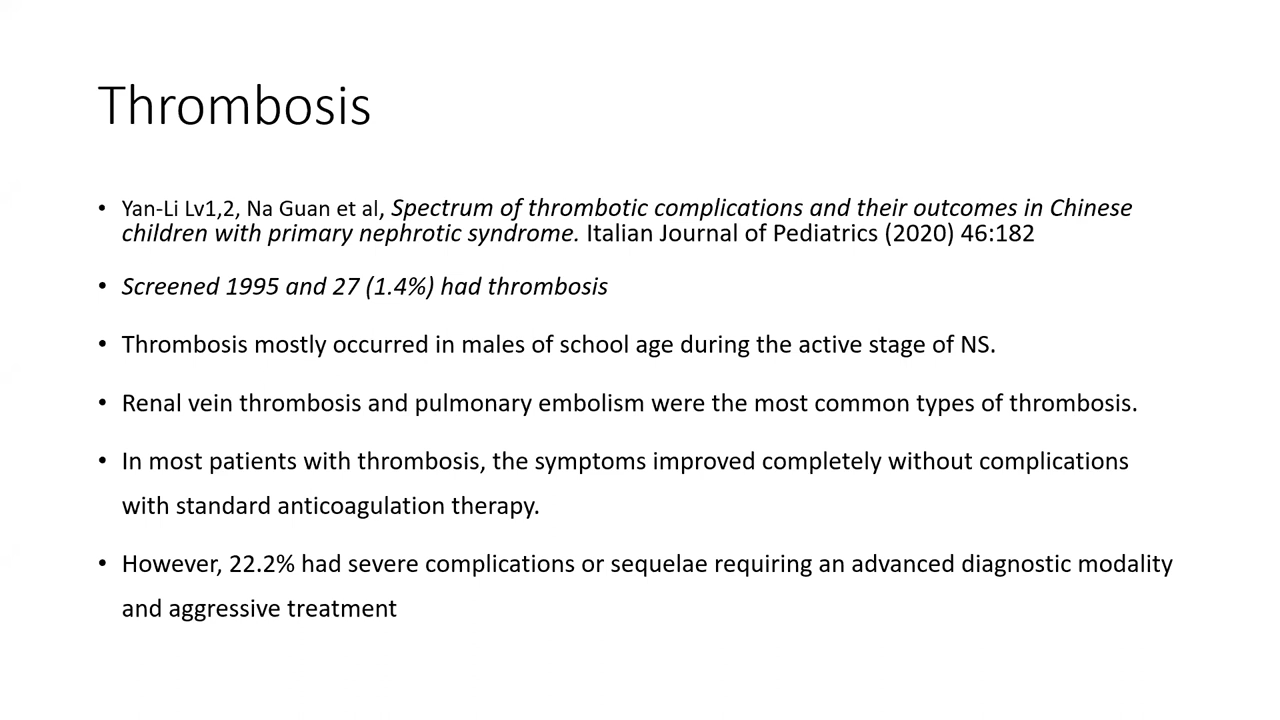 Thrombosis
• Yan-Li Lv1,2, Na Guan et al, Spectrum of thrombotic complications and their outcomes in Chinese
children with primary nephrotic syndrome. Italian Journal of Pediatrics (2020) 46:182
• Screened 1995 and 27 (1.4%) had thrombosis
• Thrombosis mostly occurred in males of school age during the active stage of NS.
• Renal vein thrombosis and pulmonary embolism were the most common types of thrombosis.
• In most patients with thrombosis, the symptoms improved completely without complications
with standard anticoagulation therapy.
• However, 22.2% had severe complications or sequelae requiring an advanced diagnostic modality
and aggressive treatment